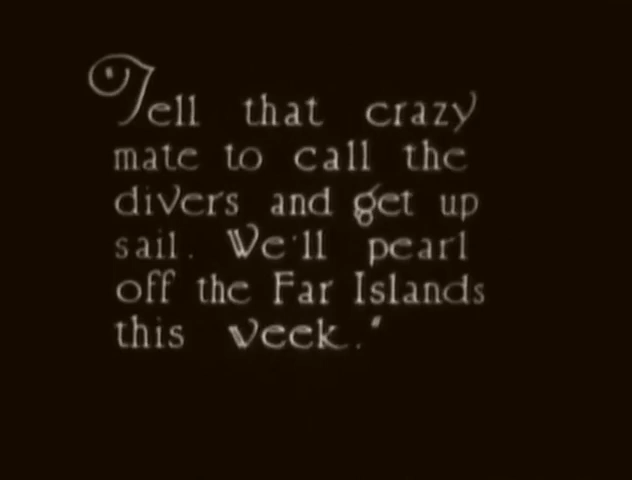 Tell that crazy
mate to call the
divers and get up
sail. We'll pearl
off the Far Islands
this week."